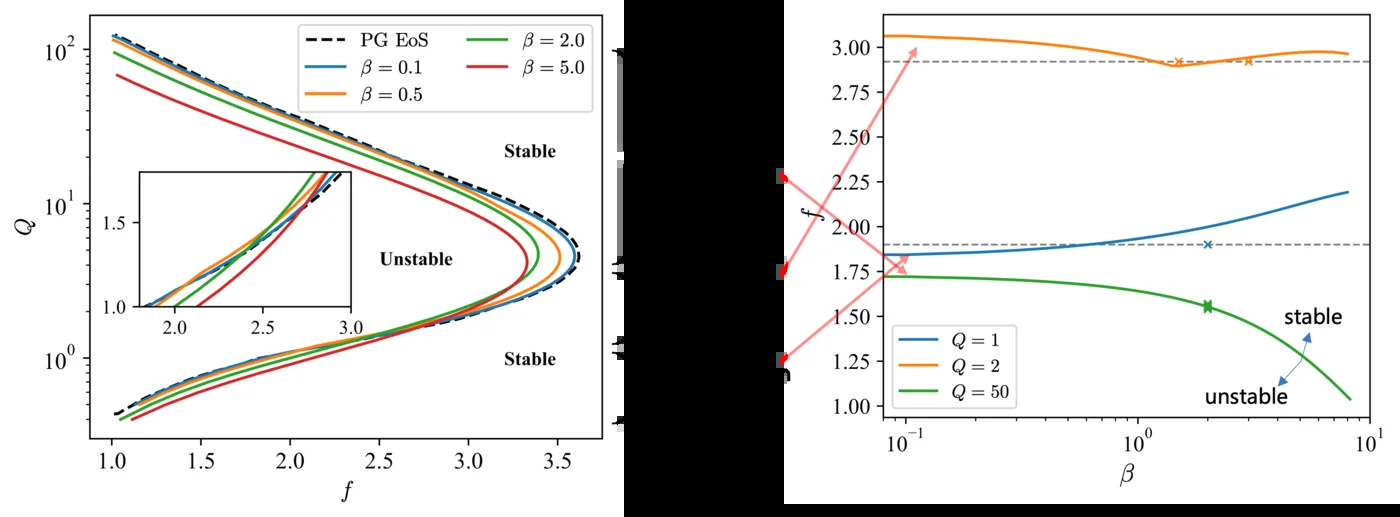 PG EoS
β = 0.1
β = 0.5
β = 2.0
β = 5.0
Stable
Unstable
Stable
10²
10¹
10⁰
Q
1.5
1.0
2.0 2.5 3.0
1.0 1.5 2.0 2.5 3.0 3.5
f
3.00
2.75
2.50
2.25
2.00
1.75
1.50
1.25
1.00
f
Q = 1
Q = 2
Q = 50
stable
unstable
10⁻¹ 10⁰ 10¹
β